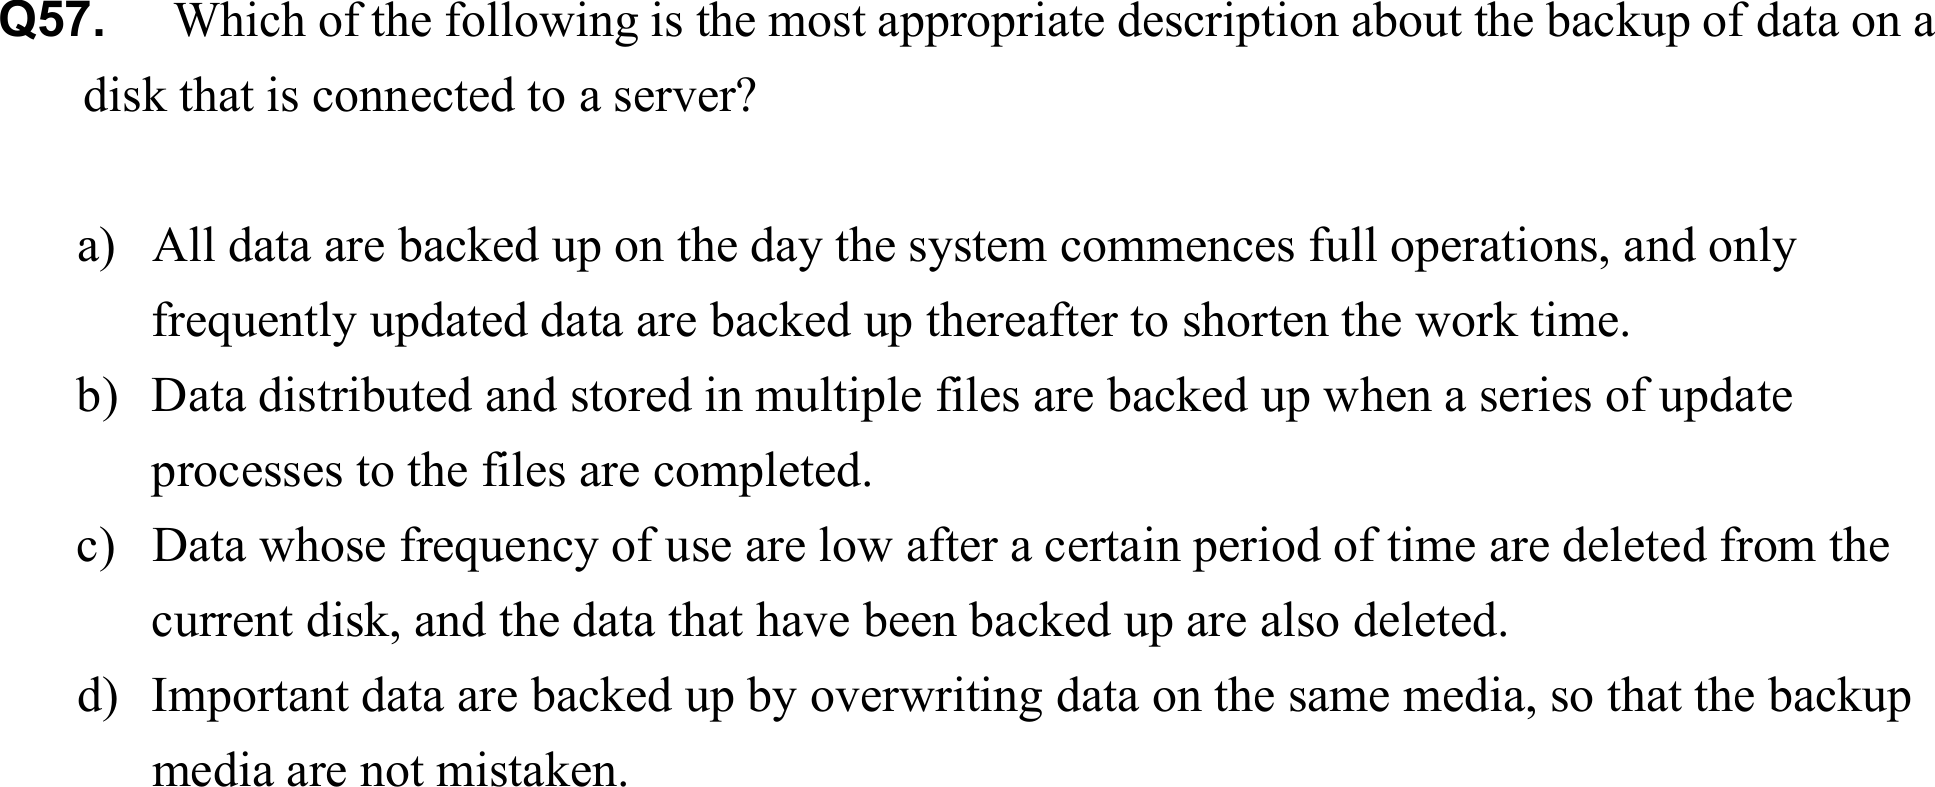 Q57. Which of the following is the most appropriate description about the backup of data on a
disk that is connected to a server?
a) All data are backed up on the day the system commences full operations, and only
frequently updated data are backed up thereafter to shorten the work time.
b) Data distributed and stored in multiple files are backed up when a series of update
processes to the files are completed.
c) Data whose frequency of use are low after a certain period of time are deleted from the
current disk, and the data that have been backed up are also deleted.
d) Important data are backed up by overwriting data on the same media, so that the backup
media are not mistaken.